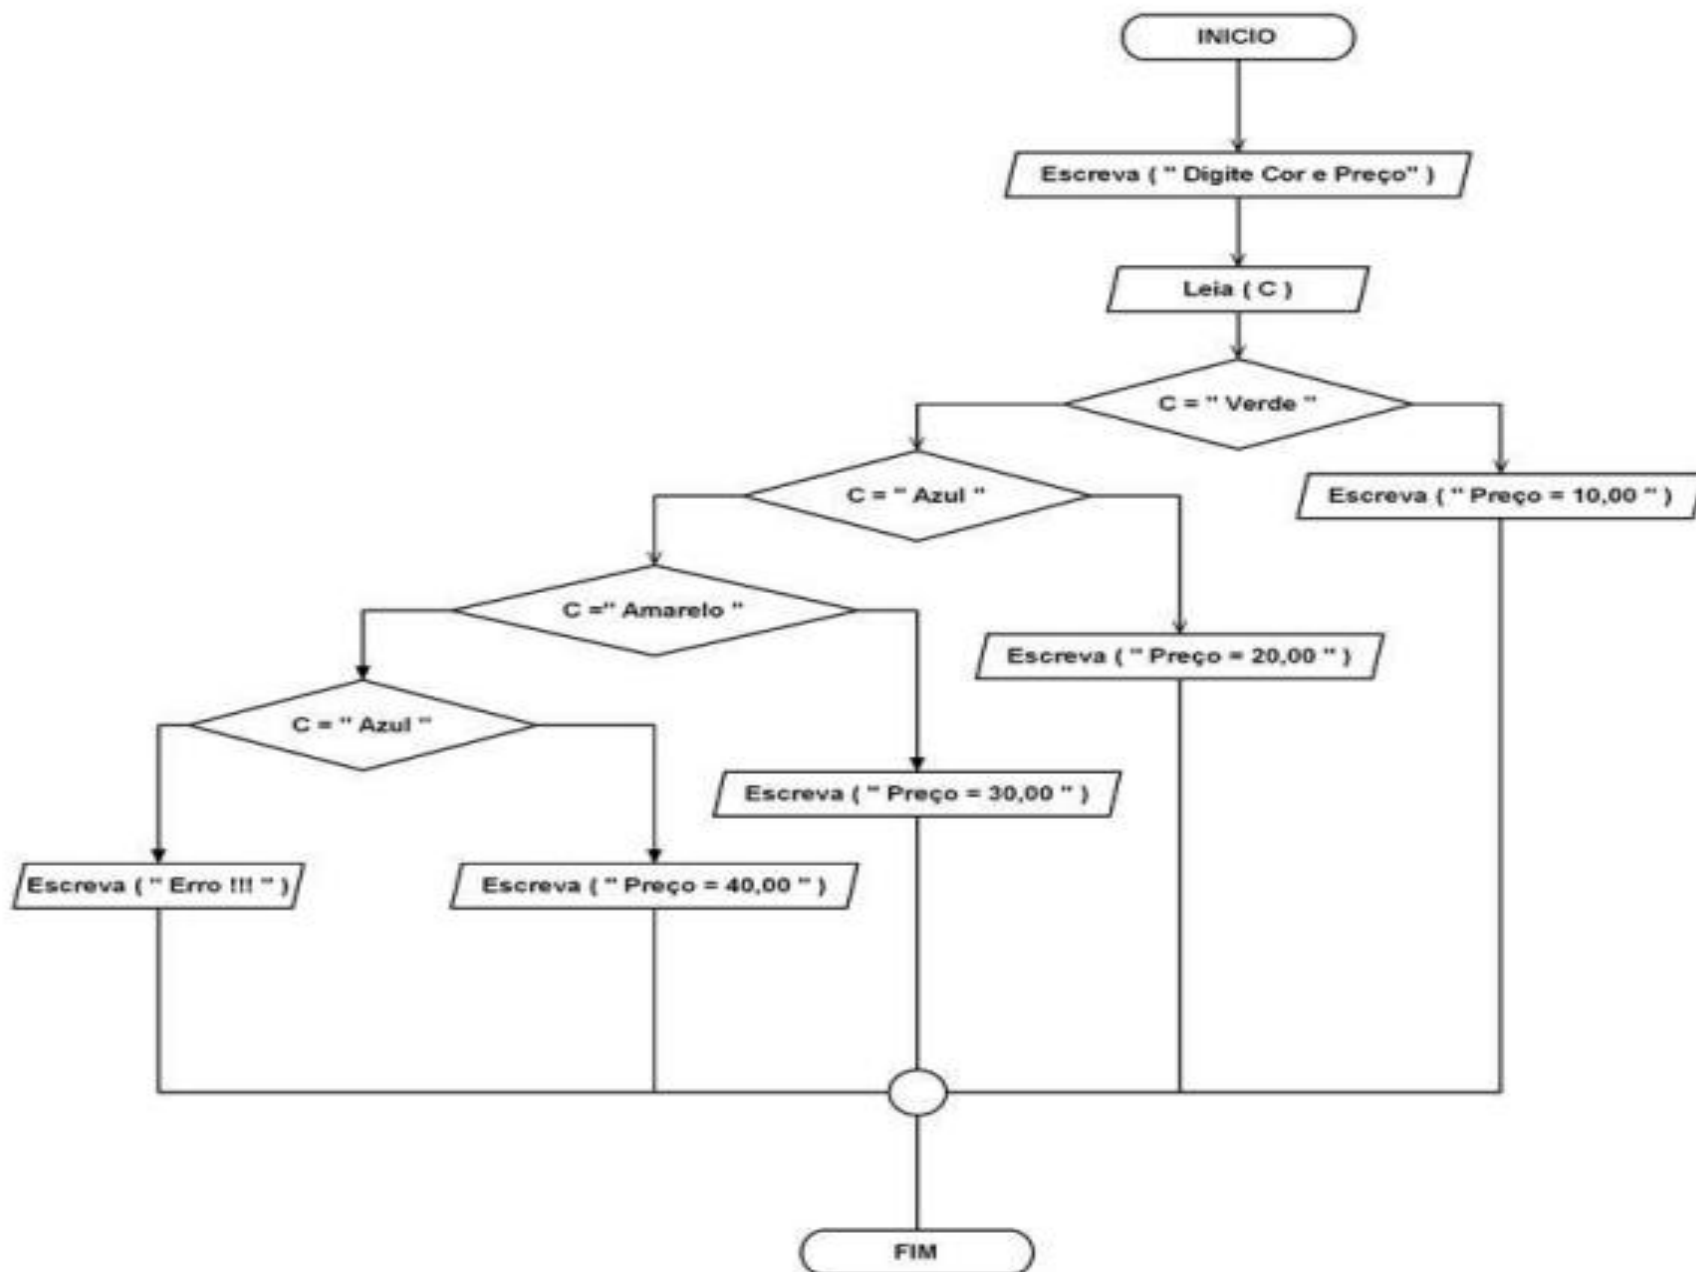 INICIO
Escreva ( " Digite Cor e Preço" )
Leia ( C )
C = " Verde "
C = " Azul "
Escreva ( " Preço = 10,00 " )
C =" Amarelo "
Escreva ( " Preço = 20,00 " )
C = " Azul "
Escreva ( " Preço = 30,00 " )
Escreva ( " Erro !!! " )
Escreva ( " Preço = 40,00 " )
FIM